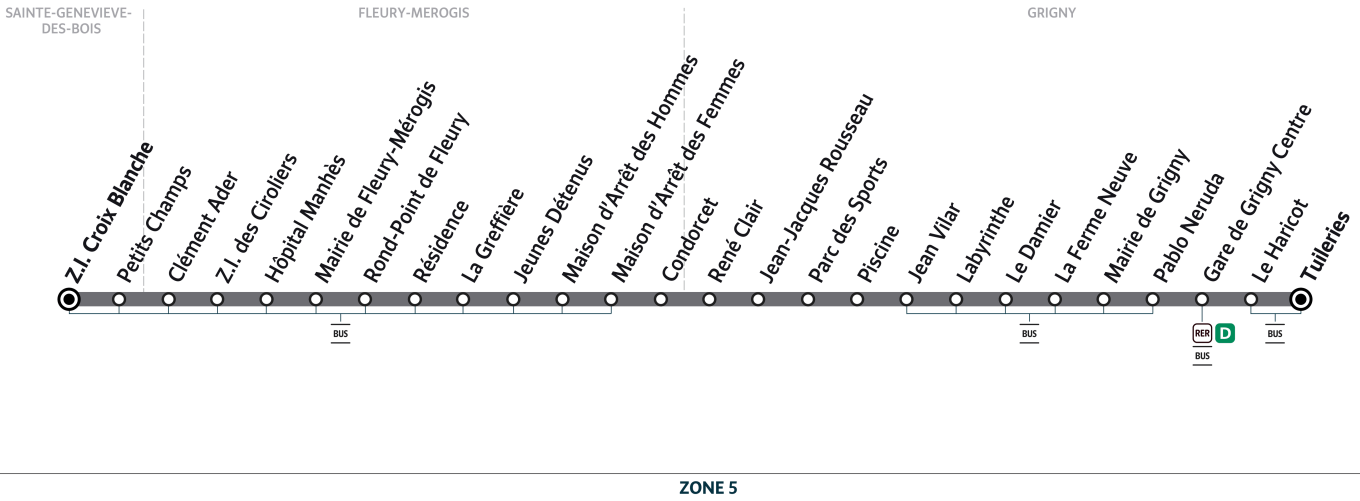 SAINTE-GENEVIEVE-
DES-BOIS
FLEURY-MEROGIS
GRIGNY
Z.I. Croix Blanche
Petits Champs
Clément Ader
Z.I. des Ciroliers
Hôpital Manhès
Mairie de Fleury-Mérogis
Rond-Point de Fleury
Résidence
La Greffière
Jeunes Détenus
Maison d'Arrêt des Hommes
Maison d'Arrêt des Femmes
Condorcet
René Clair
Jean-Jacques Rousseau
Parc des Sports
Piscine
Jean Vilar
Labyrinthe
Le Damier
La Ferme Neuve
Mairie de Grigny
Pablo Neruda
Gare de Grigny Centre
Le Haricot
Tuileries
BUS
BUS
RER D
BUS
BUS
ZONE 5